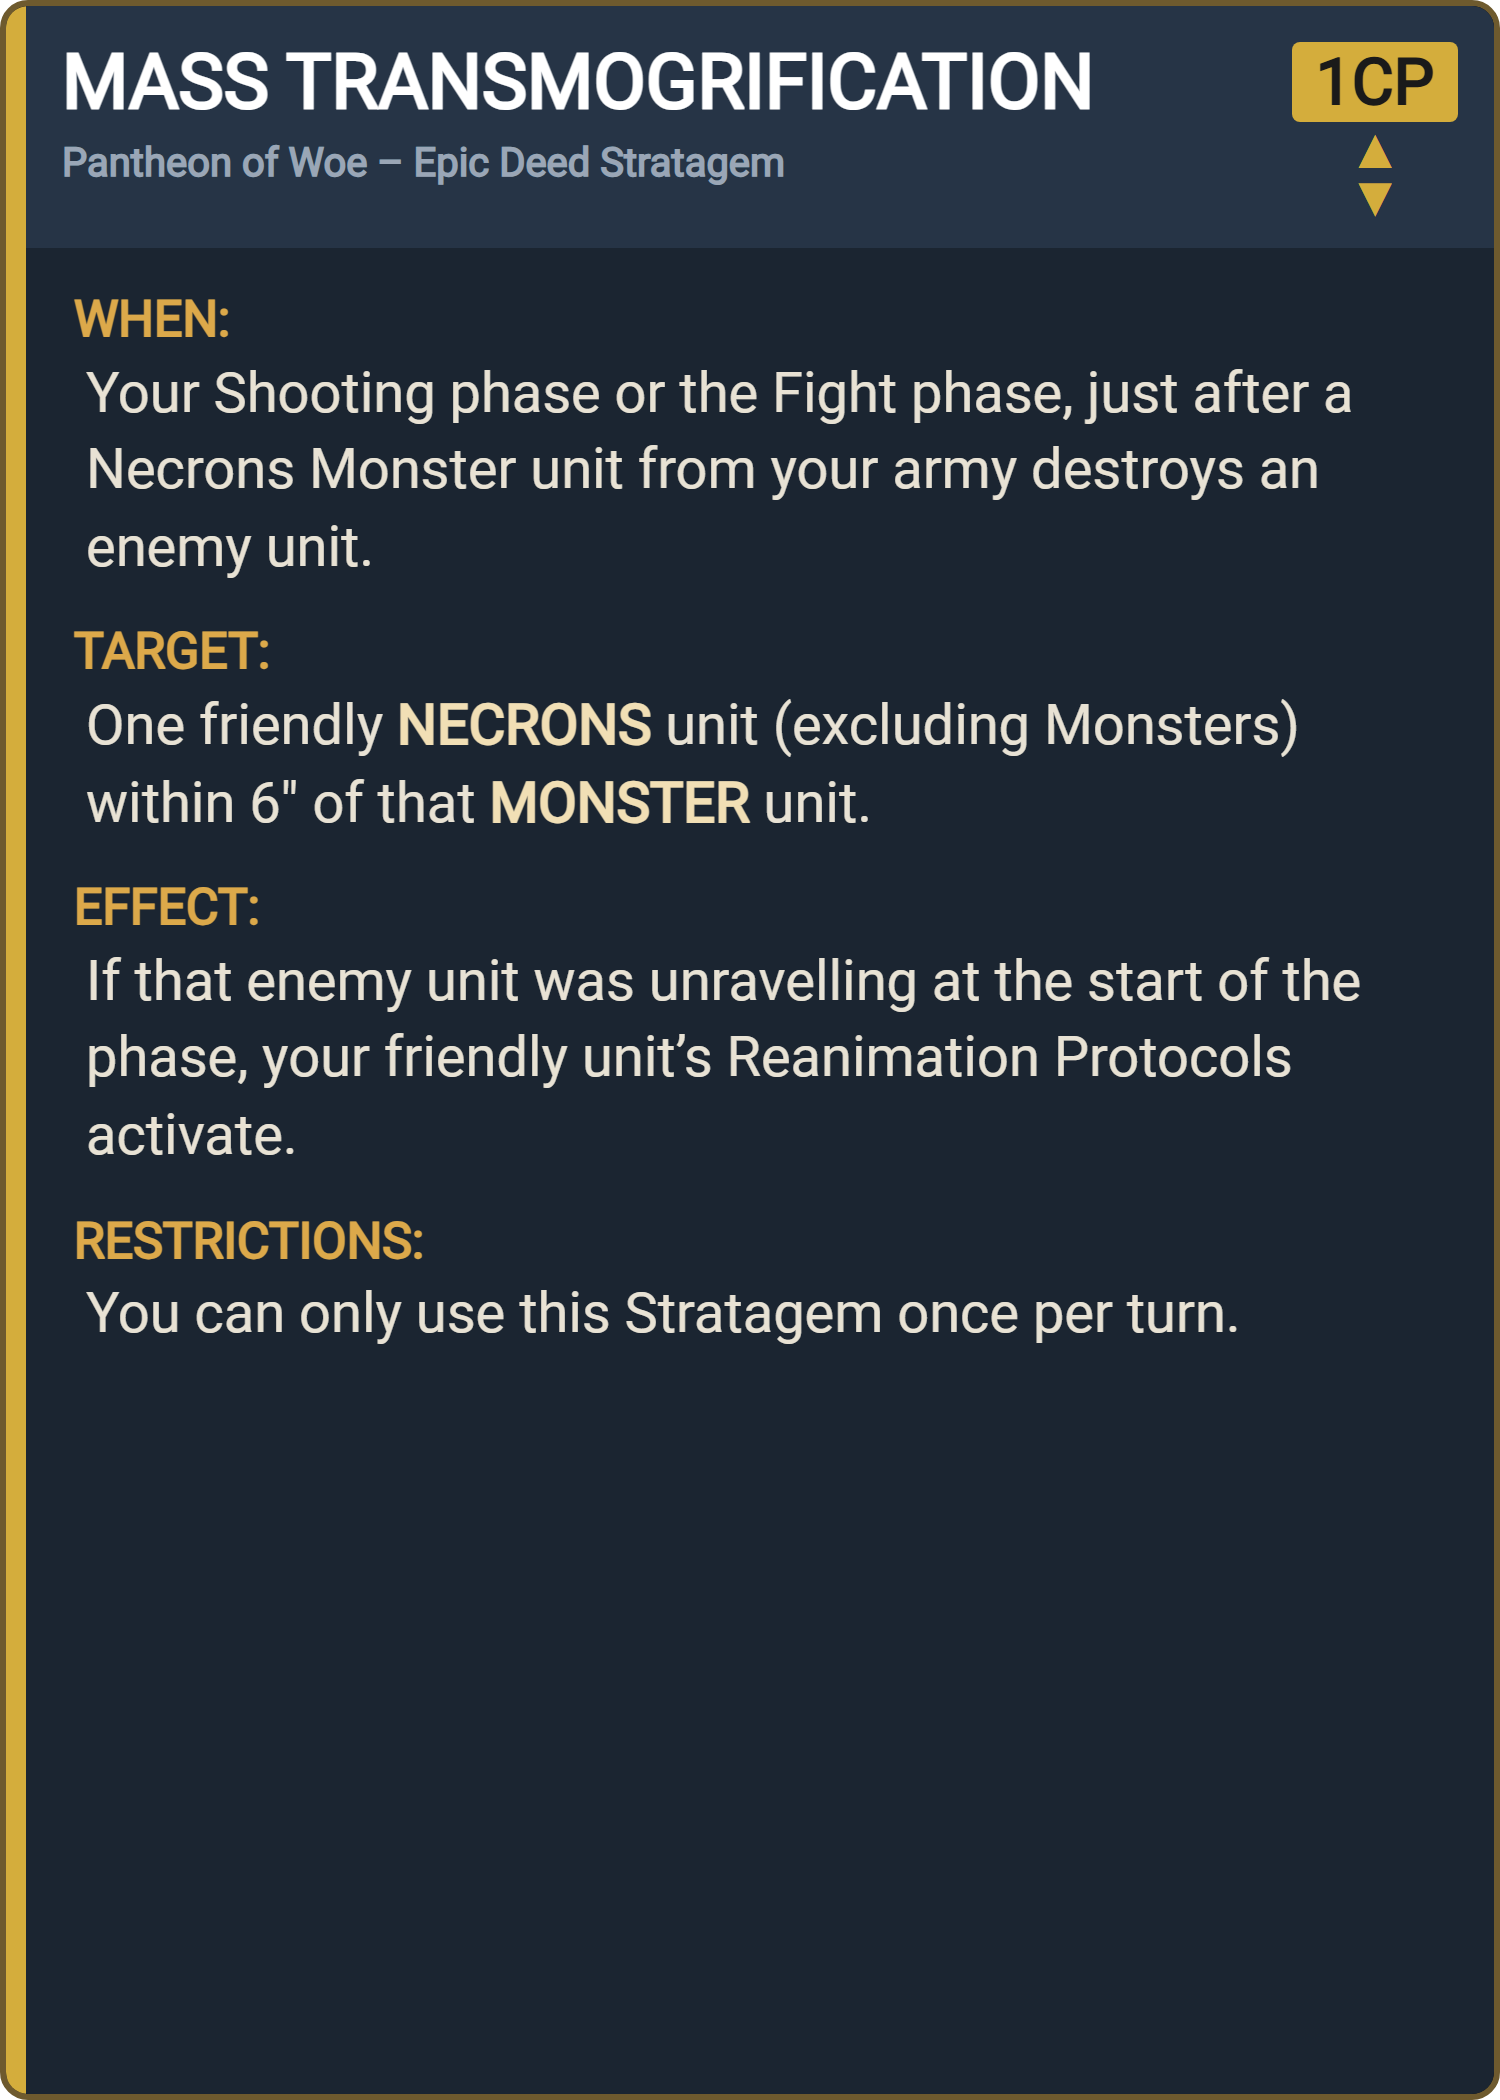 MASS TRANSMOGRIFICATION
1CP
Pantheon of Woe – Epic Deed Stratagem
WHEN:
Your Shooting phase or the Fight phase, just after a
Necrons Monster unit from your army destroys an
enemy unit.
TARGET:
One friendly NECRONS unit (excluding Monsters)
within 6" of that MONSTER unit.
EFFECT:
If that enemy unit was unravelling at the start of the
phase, your friendly unit’s Reanimation Protocols
activate.
RESTRICTIONS:
You can only use this Stratagem once per turn.